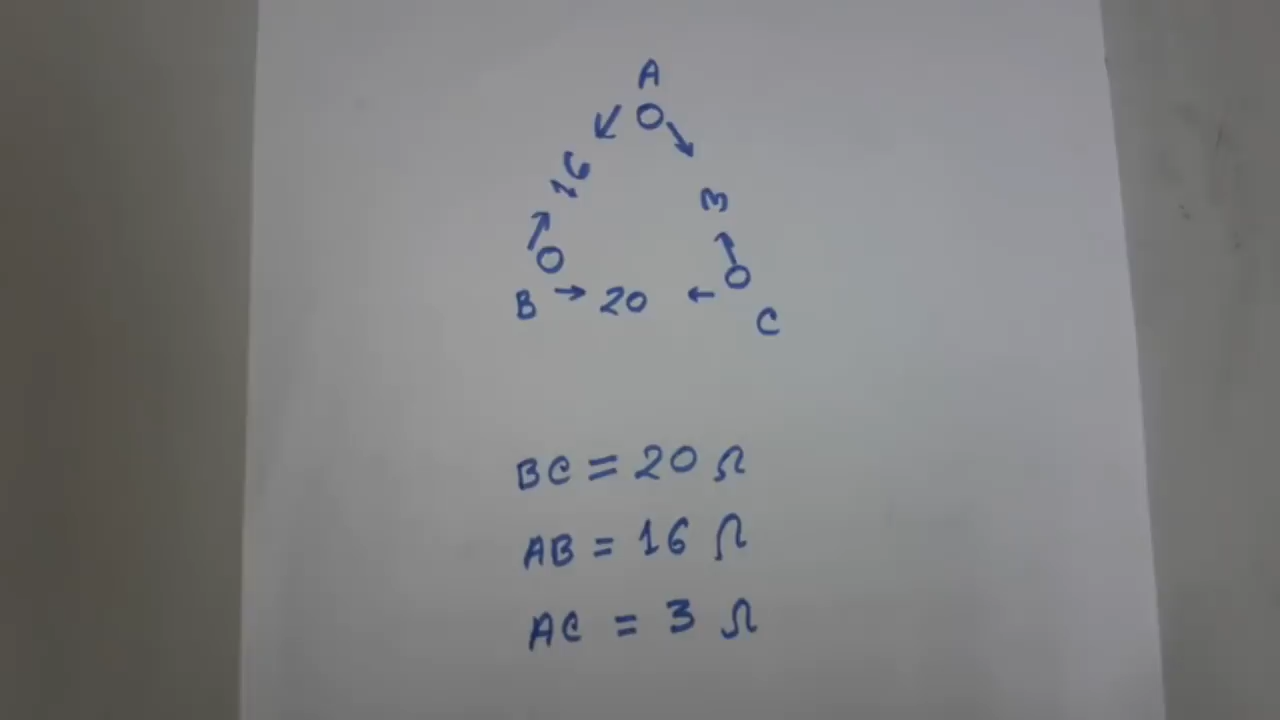 A
16
3
B → 20 ←
C
BC = 20 Ω
AB = 16 Ω
AC = 3 Ω